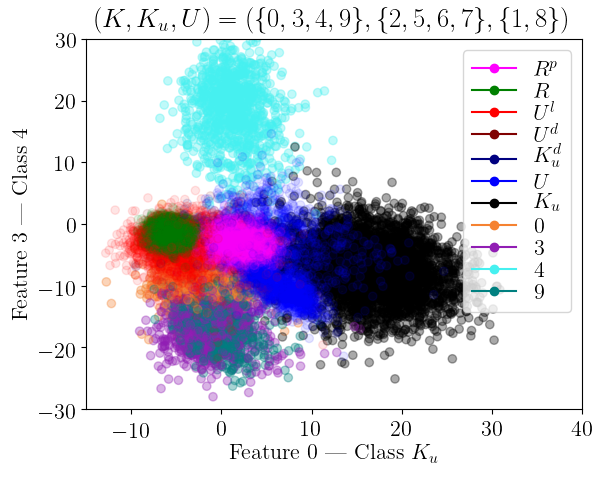 (K, K_u, U) = ({0, 3, 4, 9}, {2, 5, 6, 7}, {1, 8})
30
20
10
0
−10
−20
−30
Feature 3 — Class 4
R^p
R
U^l
U^d
K_u^d
U
K_u
0
3
4
9
−10
0
10
20
30
40
Feature 0 — Class K_u